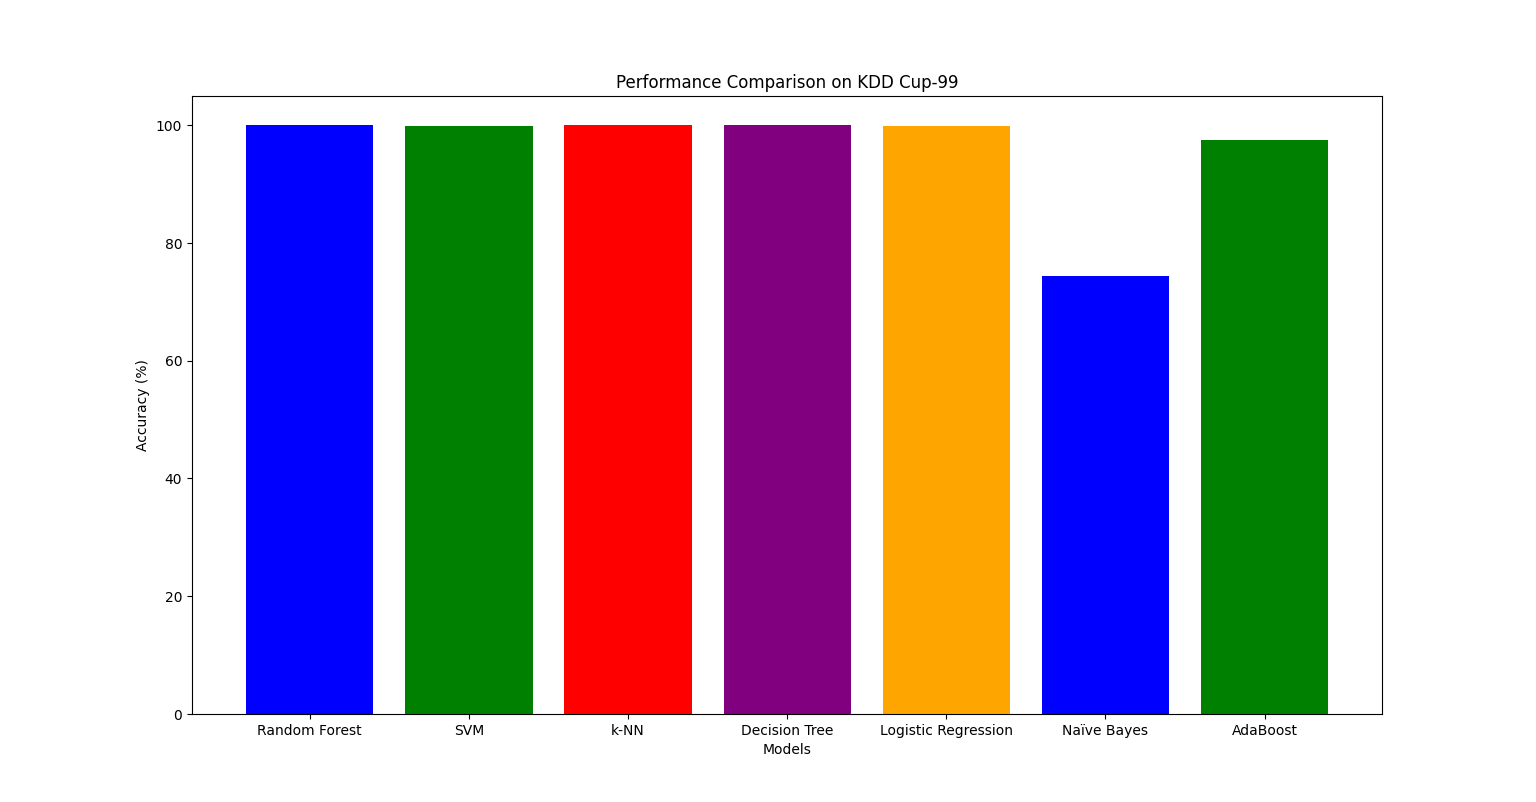 Performance Comparison on KDD Cup-99
100
80
60
40
20
0
Accuracy (%)
Random Forest SVM k-NN Decision Tree Logistic Regression Naïve Bayes AdaBoost
Models